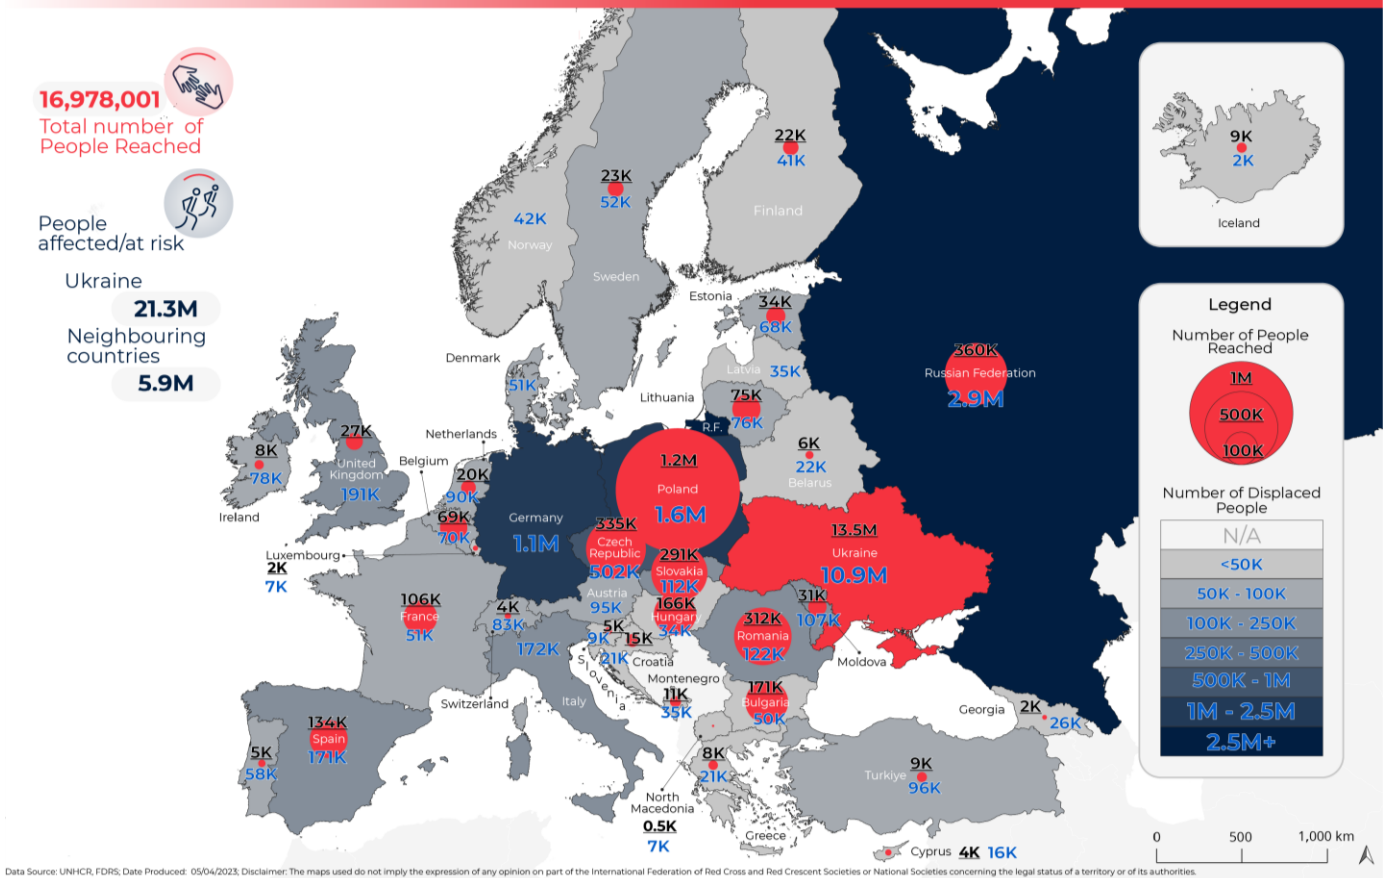 16,978,001
Total number of
People Reached
People
affected/at risk
Ukraine
21.3M
Neighbouring
countries
5.9M
22K
41K
Finland
23K
52K
Sweden
42K
Norway
9K
2K
Iceland
Estonia
34K
68K
Denmark
51K
Latvia
35K
Lithuania
75K
76K
R.F.
360K
Russian Federation
2.9M
6K
22K
Belarus
27K
United
Kingdom
191K
8K
78K
Ireland
Netherlands
20K
90K
Belgium
69K
70K
Luxembourg
2K
7K
Germany
1.1M
1.2M
Poland
1.6M
335K
Czech
Republic
502K
291K
Slovakia
112K
13.5M
Ukraine
10.9M
Austria
95K
166K
Hungary
34K
31K
107K
Moldova
312K
Romania
122K
106K
France
51K
4K
83K
Switzerland
172K
Italy
5K
9K
Slovenia
15K
21K
Croatia
Montenegro
11K
35K
171K
Bulgaria
50K
134K
Spain
171K
5K
58K
8K
21K
Greece
North
Macedonia
0.5K
7K
Georgia
2K
26K
9K
Turkiye
96K
Cyprus 4K 16K
Legend
Number of People
Reached
1M
500K
100K
Number of Displaced
People
N/A
<50K
50K - 100K
100K - 250K
250K - 500K
500K - 1M
1M - 2.5M
2.5M+
0 500 1,000 km
Data Source: UNHCR, FDRS; Date Produced: 05/04/2023; Disclaimer: The maps used do not imply the expression of any opinion on part of the International Federation of Red Cross and Red Crescent Societies or National Societies concerning the legal status of a territory or of its authorities.